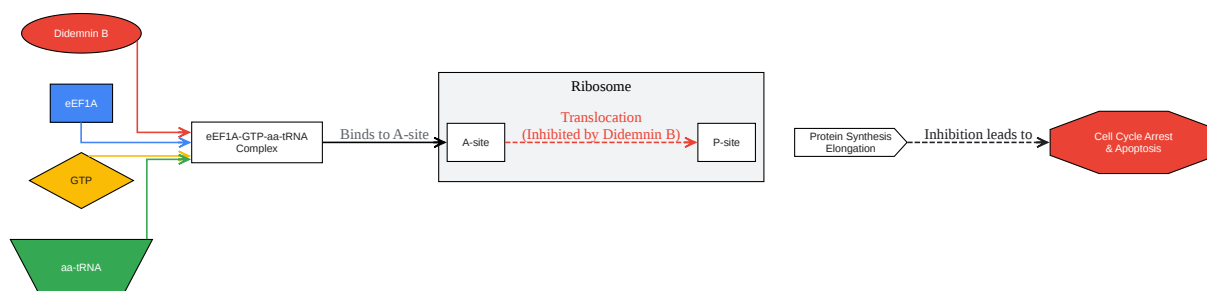 Didemnin B
eEF1A
GTP
aa-tRNA
eEF1A-GTP-aa-tRNA
Complex
Binds to A-site
Ribosome
Translocation
(Inhibited by Didemnin B)
A-site
P-site
Protein Synthesis
Elongation
Inhibition leads to
Cell Cycle Arrest
& Apoptosis